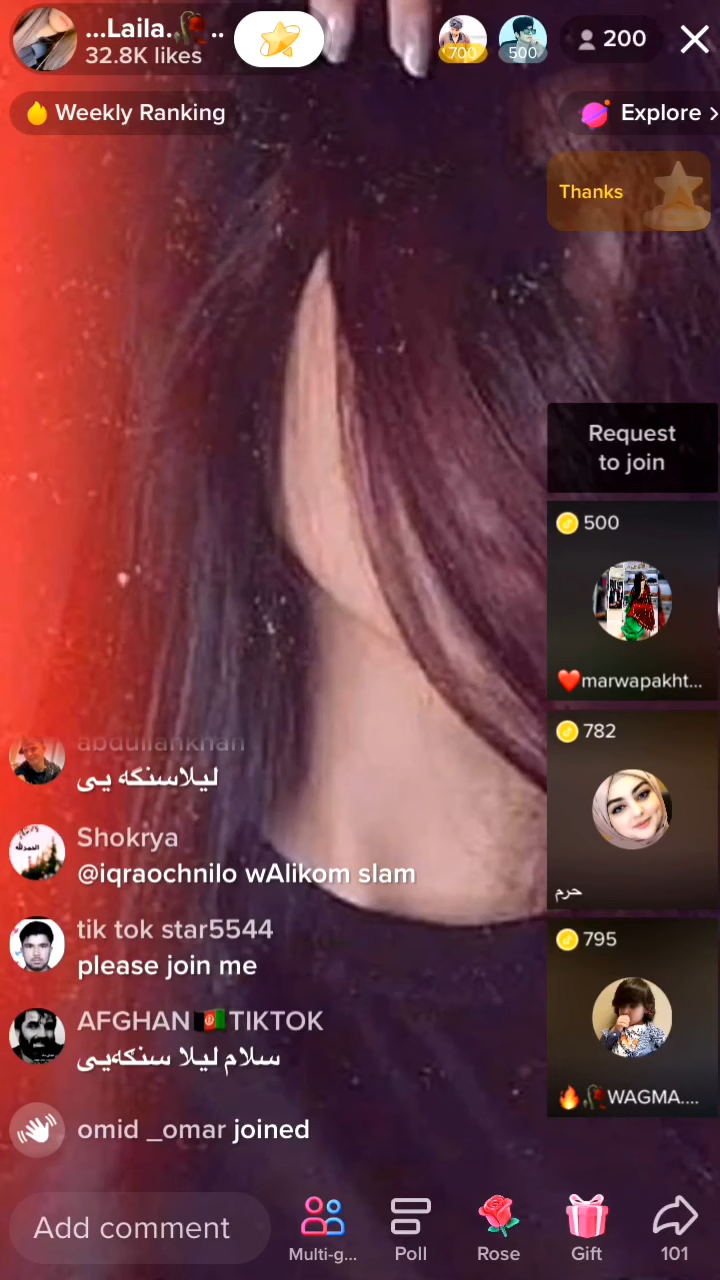 ...Laila.🥀..
32.8K likes
700
500
200
Weekly Ranking
Explore
Thanks
Request
to join
500
❤️marwapakht...
782
حرم
795
🔥🥀WAGMA....
abdullahkhan
لیلاسنگه یی
Shokrya
@iqraochnilo wAlikom slam
tik tok star5544
please join me
AFGHAN🇦🇫TIKTOK
سلام لیلا سنګه‌یی
omid _omar joined
Add comment
Multi-g...
Poll
Rose
Gift
101